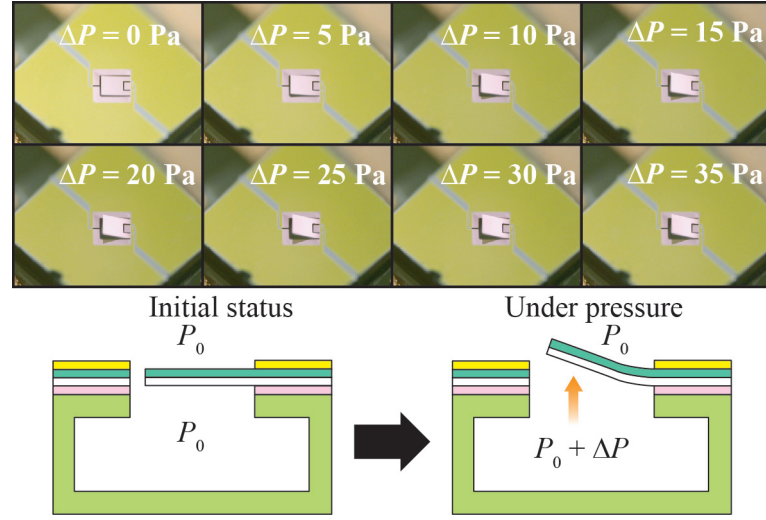 ΔP = 0 Pa
ΔP = 5 Pa
ΔP = 10 Pa
ΔP = 15 Pa
ΔP = 20 Pa
ΔP = 25 Pa
ΔP = 30 Pa
ΔP = 35 Pa
Initial status
Under pressure
P₀
P₀
P₀
P₀ + ΔP